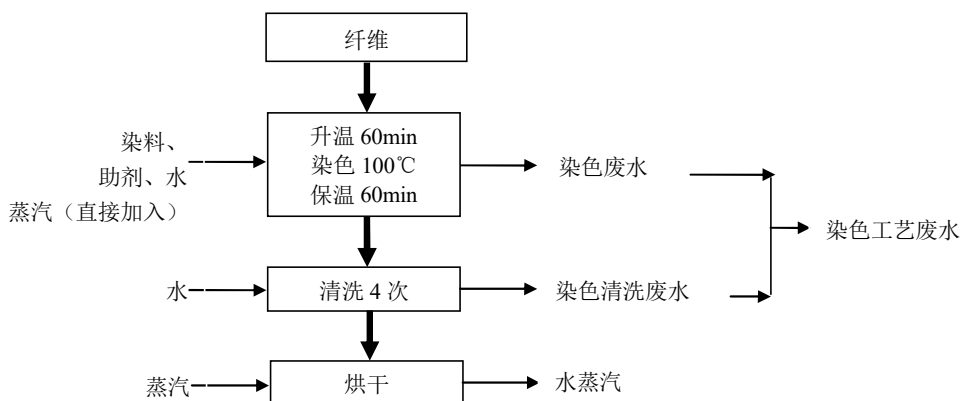 纤维
染料、
助剂、水
蒸汽（直接加入）
升温 60min
染色 100℃
保温 60min
染色废水
染色工艺废水
水
清洗 4 次
染色清洗废水
蒸汽
烘干
水蒸汽